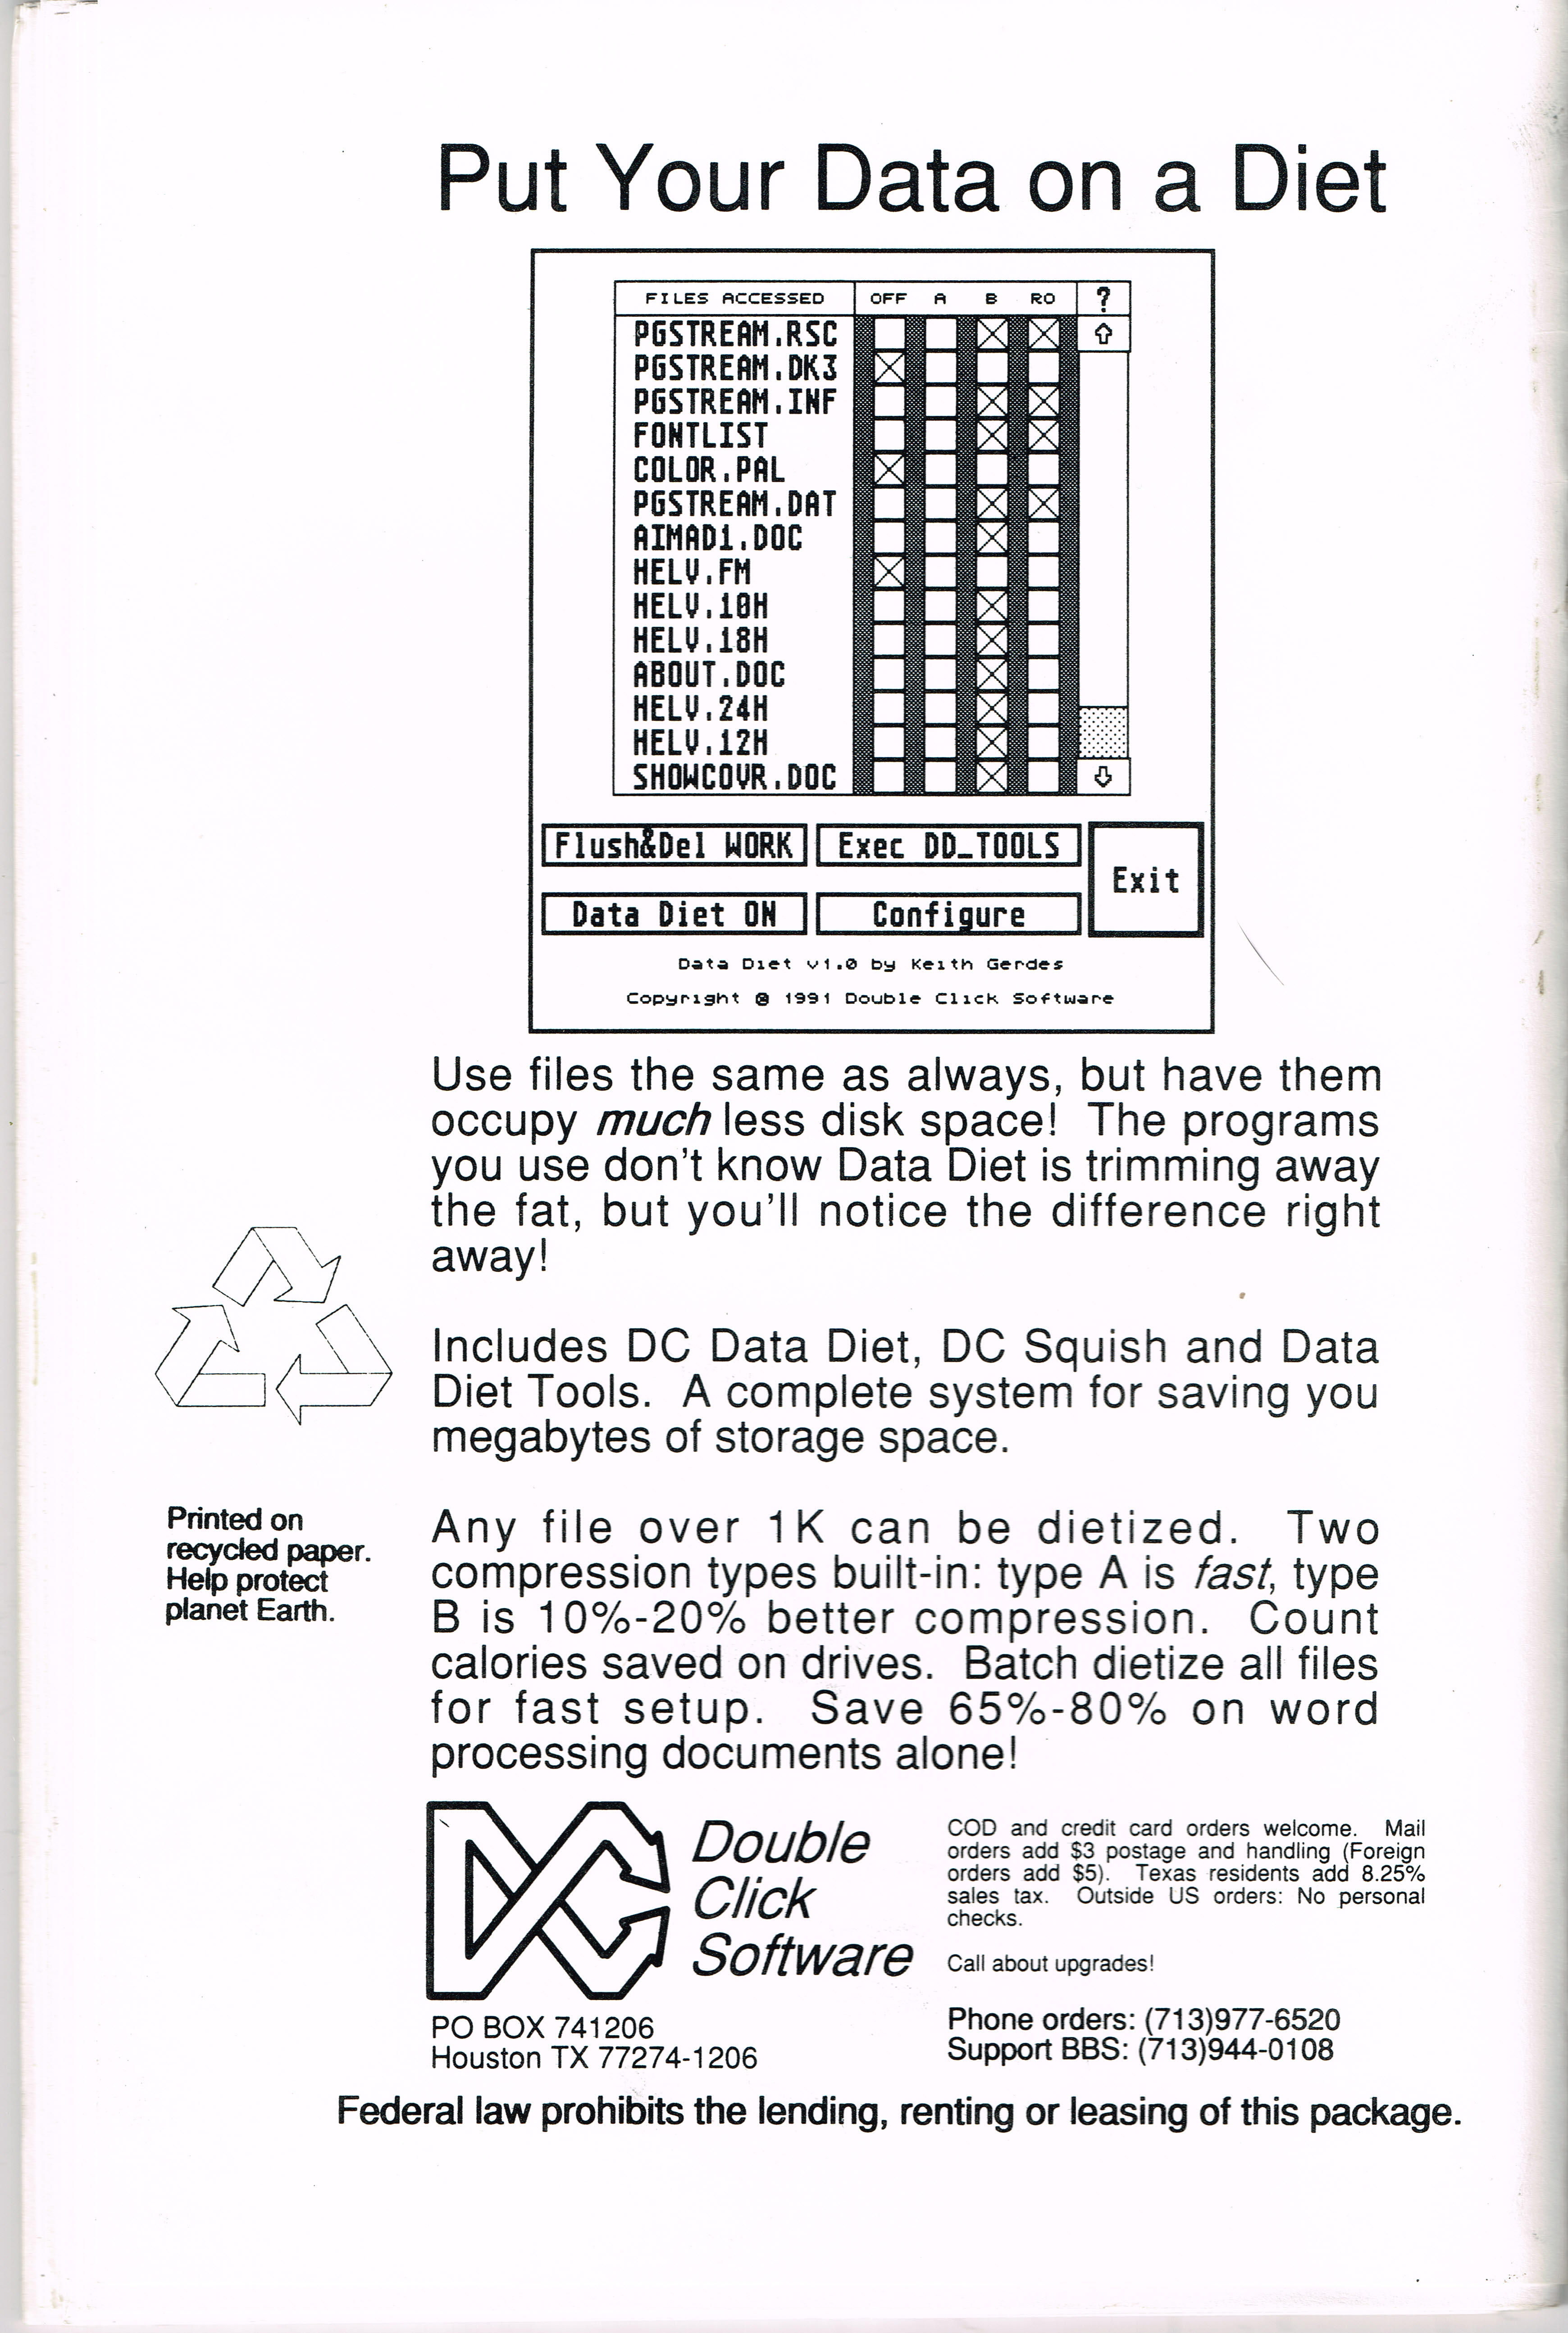 Put Your Data on a Diet
FILES ACCESSED OFF A B RO ?
PGSTREAM.RSC
PGSTREAM.DK3
PGSTREAM.INF
FONTLIST
COLOR.PAL
PGSTREAM.DAT
AIMAD1.DOC
HELV.FM
HELV.10H
HELV.18H
ABOUT.DOC
HELV.24H
HELV.12H
SHOWCOVR.DOC
Flush&Del WORK Exec DD_TOOLS
Exit
Data Diet ON Configure
Data Diet v1.0 by Keith Gerdes
Copyright © 1991 Double Click Software
Use files the same as always, but have them
occupy much less disk space! The programs
you use don't know Data Diet is trimming away
the fat, but you'll notice the difference right
away!
Includes DC Data Diet, DC Squish and Data
Diet Tools. A complete system for saving you
megabytes of storage space.
Printed on
recycled paper.
Help protect
planet Earth.
Any file over 1K can be dietized. Two
compression types built-in: type A is fast, type
B is 10%-20% better compression. Count
calories saved on drives. Batch dietize all files
for fast setup. Save 65%-80% on word
processing documents alone!
DC
Double
Click
Software
PO BOX 741206
Houston TX 77274-1206
COD and credit card orders welcome. Mail
orders add $3 postage and handling (Foreign
orders add $5). Texas residents add 8.25%
sales tax. Outside US orders: No personal
checks.
Call about upgrades!
Phone orders: (713)977-6520
Support BBS: (713)944-0108
Federal law prohibits the lending, renting or leasing of this package.